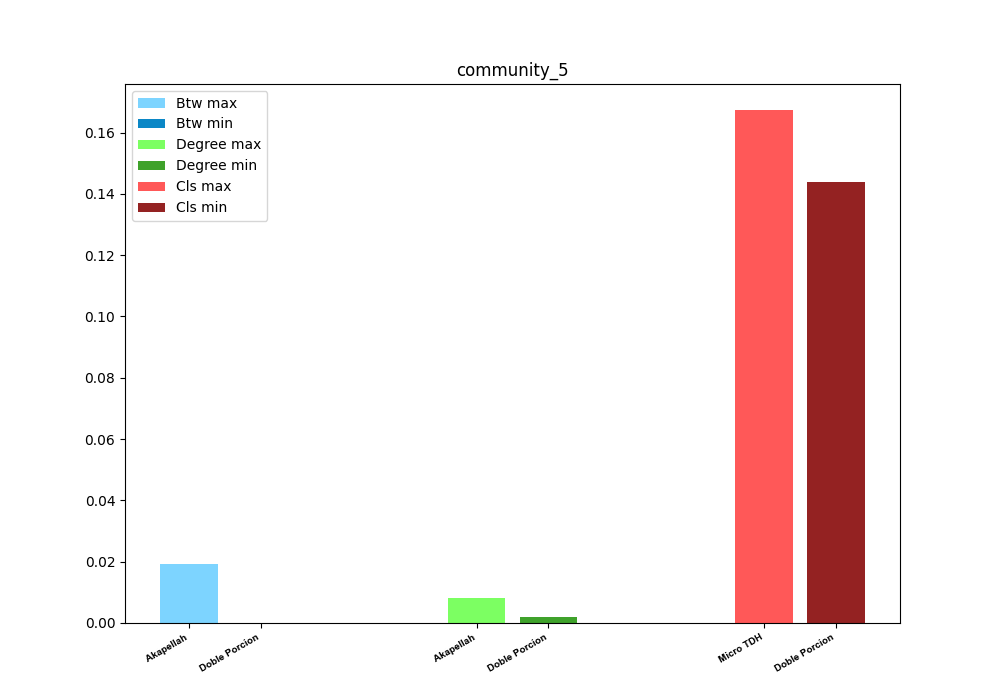 community_5
Btw max
Btw min
Degree max
Degree min
Cls max
Cls min
0.16
0.14
0.12
0.10
0.08
0.06
0.04
0.02
0.00
Akapellah
Doble Porcion
Akapellah
Doble Porcion
Micro TDH
Doble Porcion